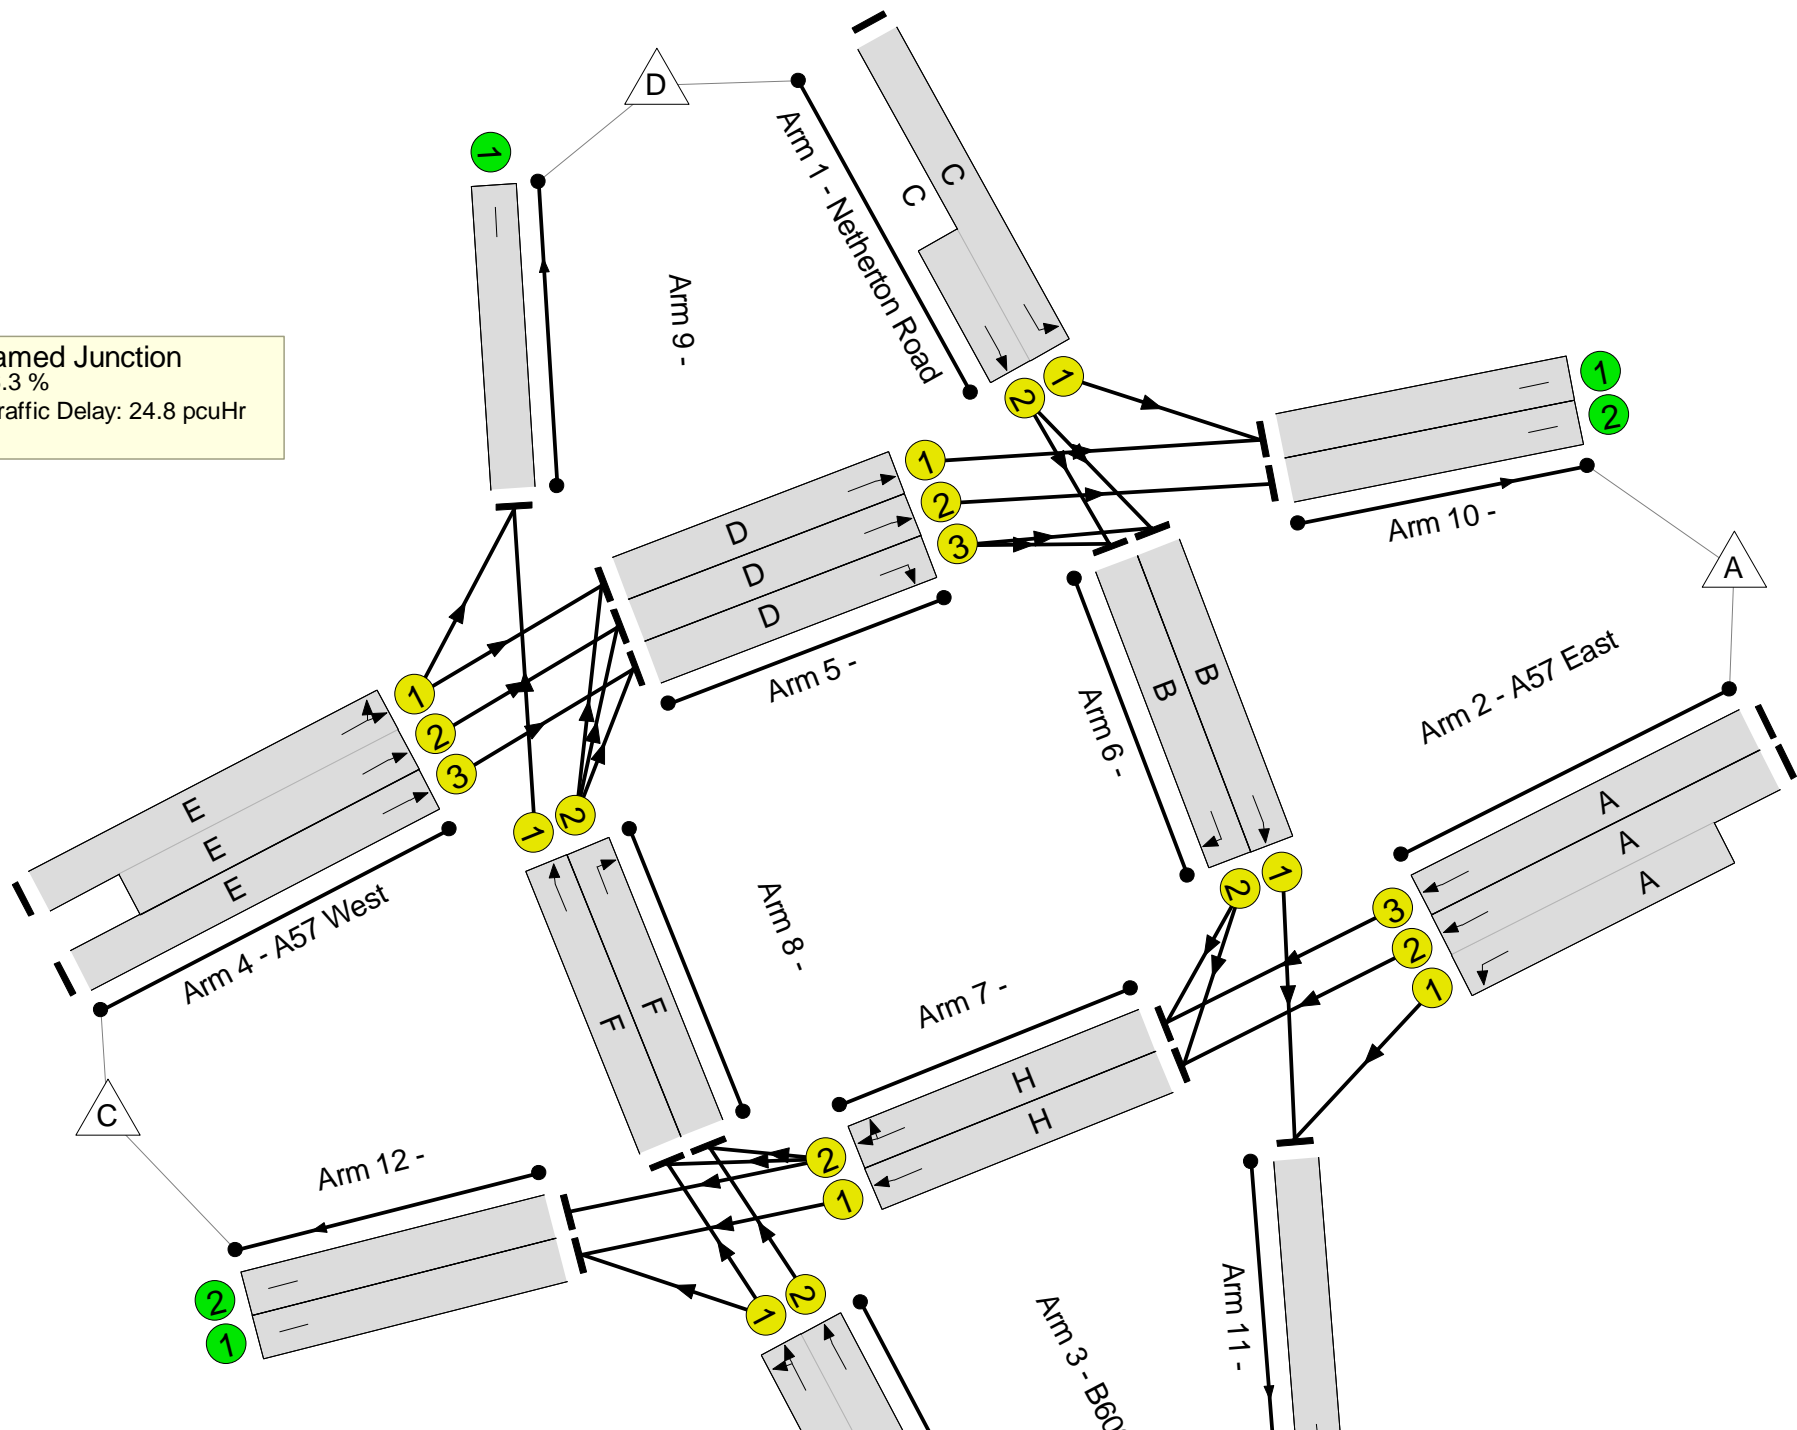 D
C
C
Arm 1 - Netherton Road
1
Arm 9 -
amed Junction
.3 %
raffic Delay: 24.8 pcuHr
1
2
1
2
Arm 10 -
A
1
2
3
D
D
D
Arm 5 -
B
B
Arm 6 -
Arm 2 - A57 East
A
A
A
3
2
1
2
1
1
2
3
E
E
E
Arm 4 - A57 West
1
2
F
F
Arm 8 -
Arm 7 -
H
H
2
1
C
Arm 12 -
2
1
1
2
Arm 3 - B60
Arm 11 -